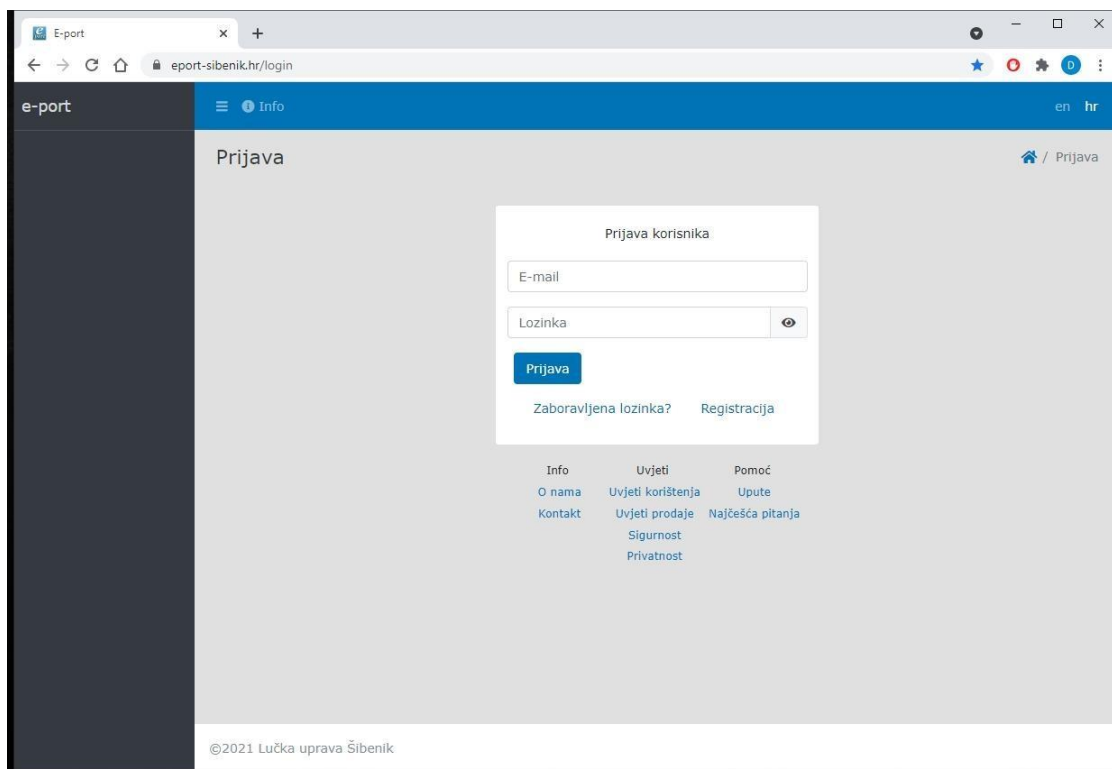 E-port
eport-sibenik.hr/login
D
e-port
Info
en hr
Prijava
/ Prijava
Prijava korisnika
E-mail
Lozinka
Prijava
Zaboravljena lozinka? Registracija
Info Uvjeti Pomoć
O nama Uvjeti korištenja Upute
Kontakt Uvjeti prodaje Najčešća pitanja
Sigurnost
Privatnost
©2021 Lučka uprava Šibenik